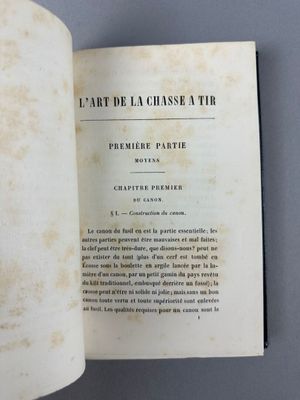 L'ART DE LA CHASSE A TIR
PREMIÈRE PARTIE
MOYENS
CHAPITRE PREMIER
DU CANON.
§ I. — Construction du canon.
Le canon du fusil en est la partie essentielle; les
autres parties peuvent être mauvaises et mal faites;
la clef peut être très-dure, que disons-nous? elle peut
ne pas exister du tout (plus d'un cerf est tombé en
Écosse sous la boulette en argile lancée par la lu-
mière d'un canon, par un petit gamin du pays revêtu
du kilt traditionnel, embusqué derrière un fossé); la
crosse peut n'être ni solide ni jolie; mais sans un bon
canon toute vertu et toute supériorité sont enlevées
au fusil. Les qualités requises pour un canon sont la
1